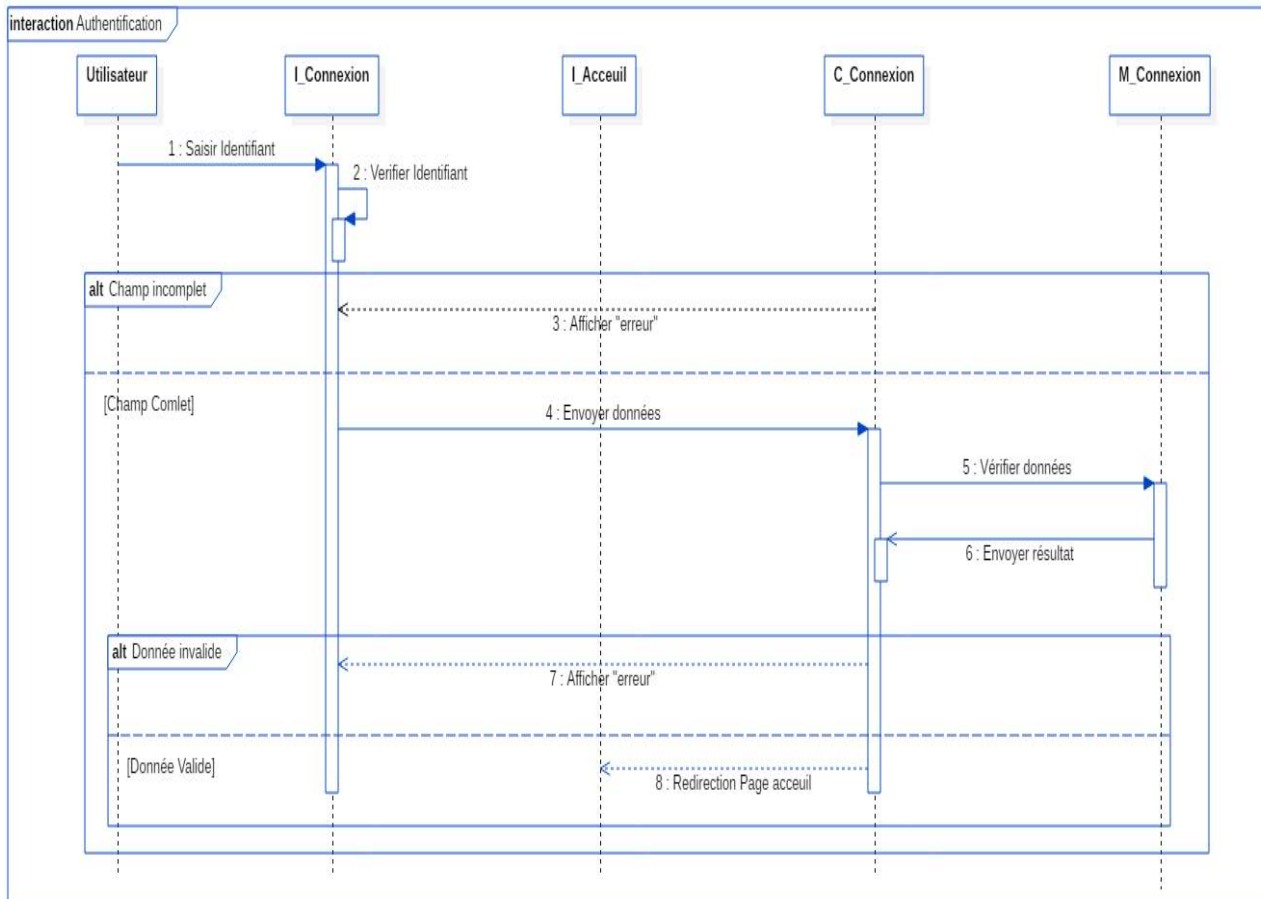 interaction Authentification
Utilisateur
I_Connexion
I_Acceuil
C_Connexion
M_Connexion
1 : Saisir Identifiant
2 : Verifier Identifiant
alt Champ incomplet
3 : Afficher "erreur"
[Champ Comlet]
4 : Envoyer données
5 : Vérifier données
6 : Envoyer résultat
alt Donnée invalide
7 : Afficher "erreur"
[Donnée Valide]
8 : Redirection Page acceuil